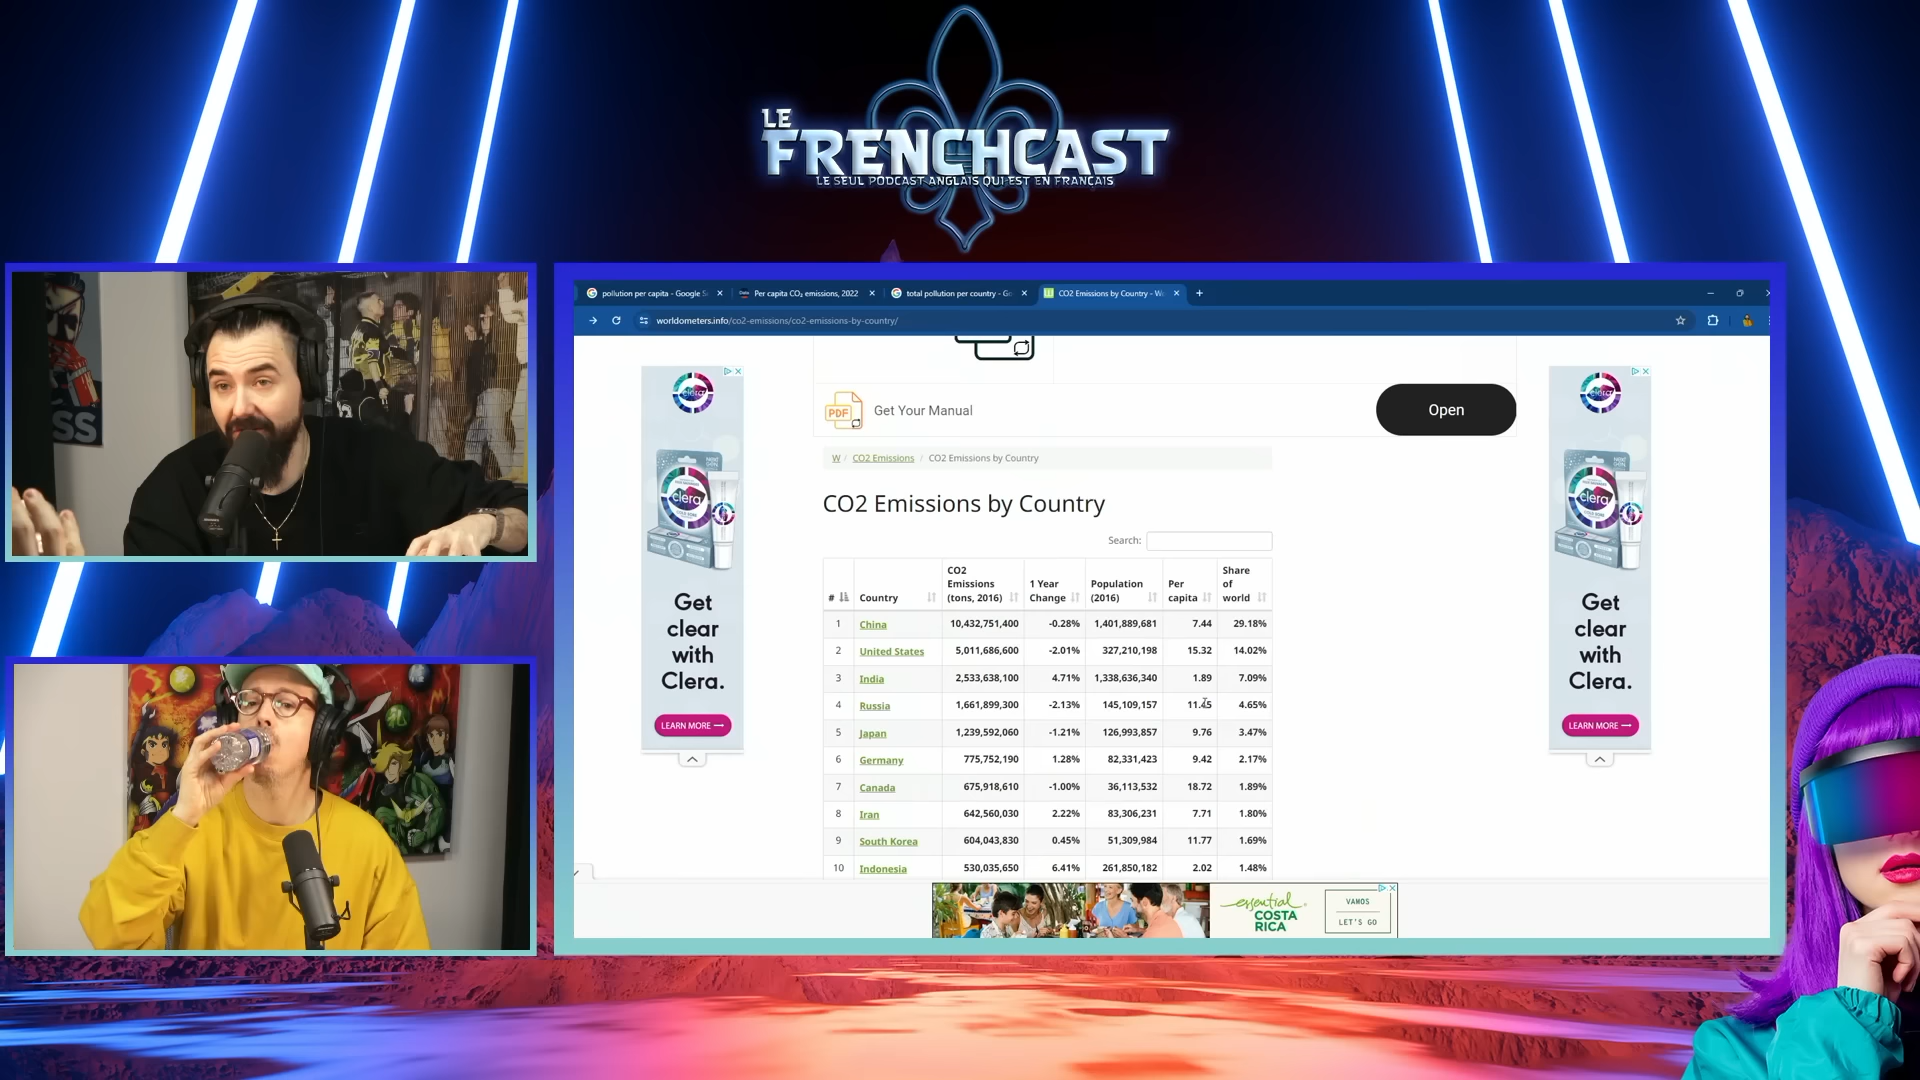 LE
FRENCHCAST
LE SEUL PODCAST ANGLAIS QUI EST EN FRANÇAIS
SS
pollution per capita - Google S
Per capita CO₂ emissions, 2022
total pollution per country - Go
CO2 Emissions by Country - W
worldometers.info/co2-emissions/co2-emissions-by-country/
PDF
Get Your Manual
Open
W / CO2 Emissions / CO2 Emissions by Country
CO2 Emissions by Country
Search:
# Country CO2 Emissions (tons, 2016) 1 Year Change Population (2016) Per capita Share of world
1 China 10,432,751,400 -0.28% 1,401,889,681 7.44 29.18%
2 United States 5,011,686,600 -2.01% 327,210,198 15.32 14.02%
3 India 2,533,638,100 4.71% 1,338,636,340 1.89 7.09%
4 Russia 1,661,899,300 -2.13% 145,109,157 11.45 4.65%
5 Japan 1,239,592,060 -1.21% 126,993,857 9.76 3.47%
6 Germany 775,752,190 1.28% 82,331,423 9.42 2.17%
7 Canada 675,918,610 -1.00% 36,113,532 18.72 1.89%
8 Iran 642,560,030 2.22% 83,306,231 7.71 1.80%
9 South Korea 604,043,830 0.45% 51,309,984 11.77 1.69%
10 Indonesia 530,035,650 6.41% 261,850,182 2.02 1.48%
clera
clera
Get
clear
with
Clera.
LEARN MORE
clera
clera
Get
clear
with
Clera.
LEARN MORE
essential
COSTA
RICA
VAMOS
LET'S GO